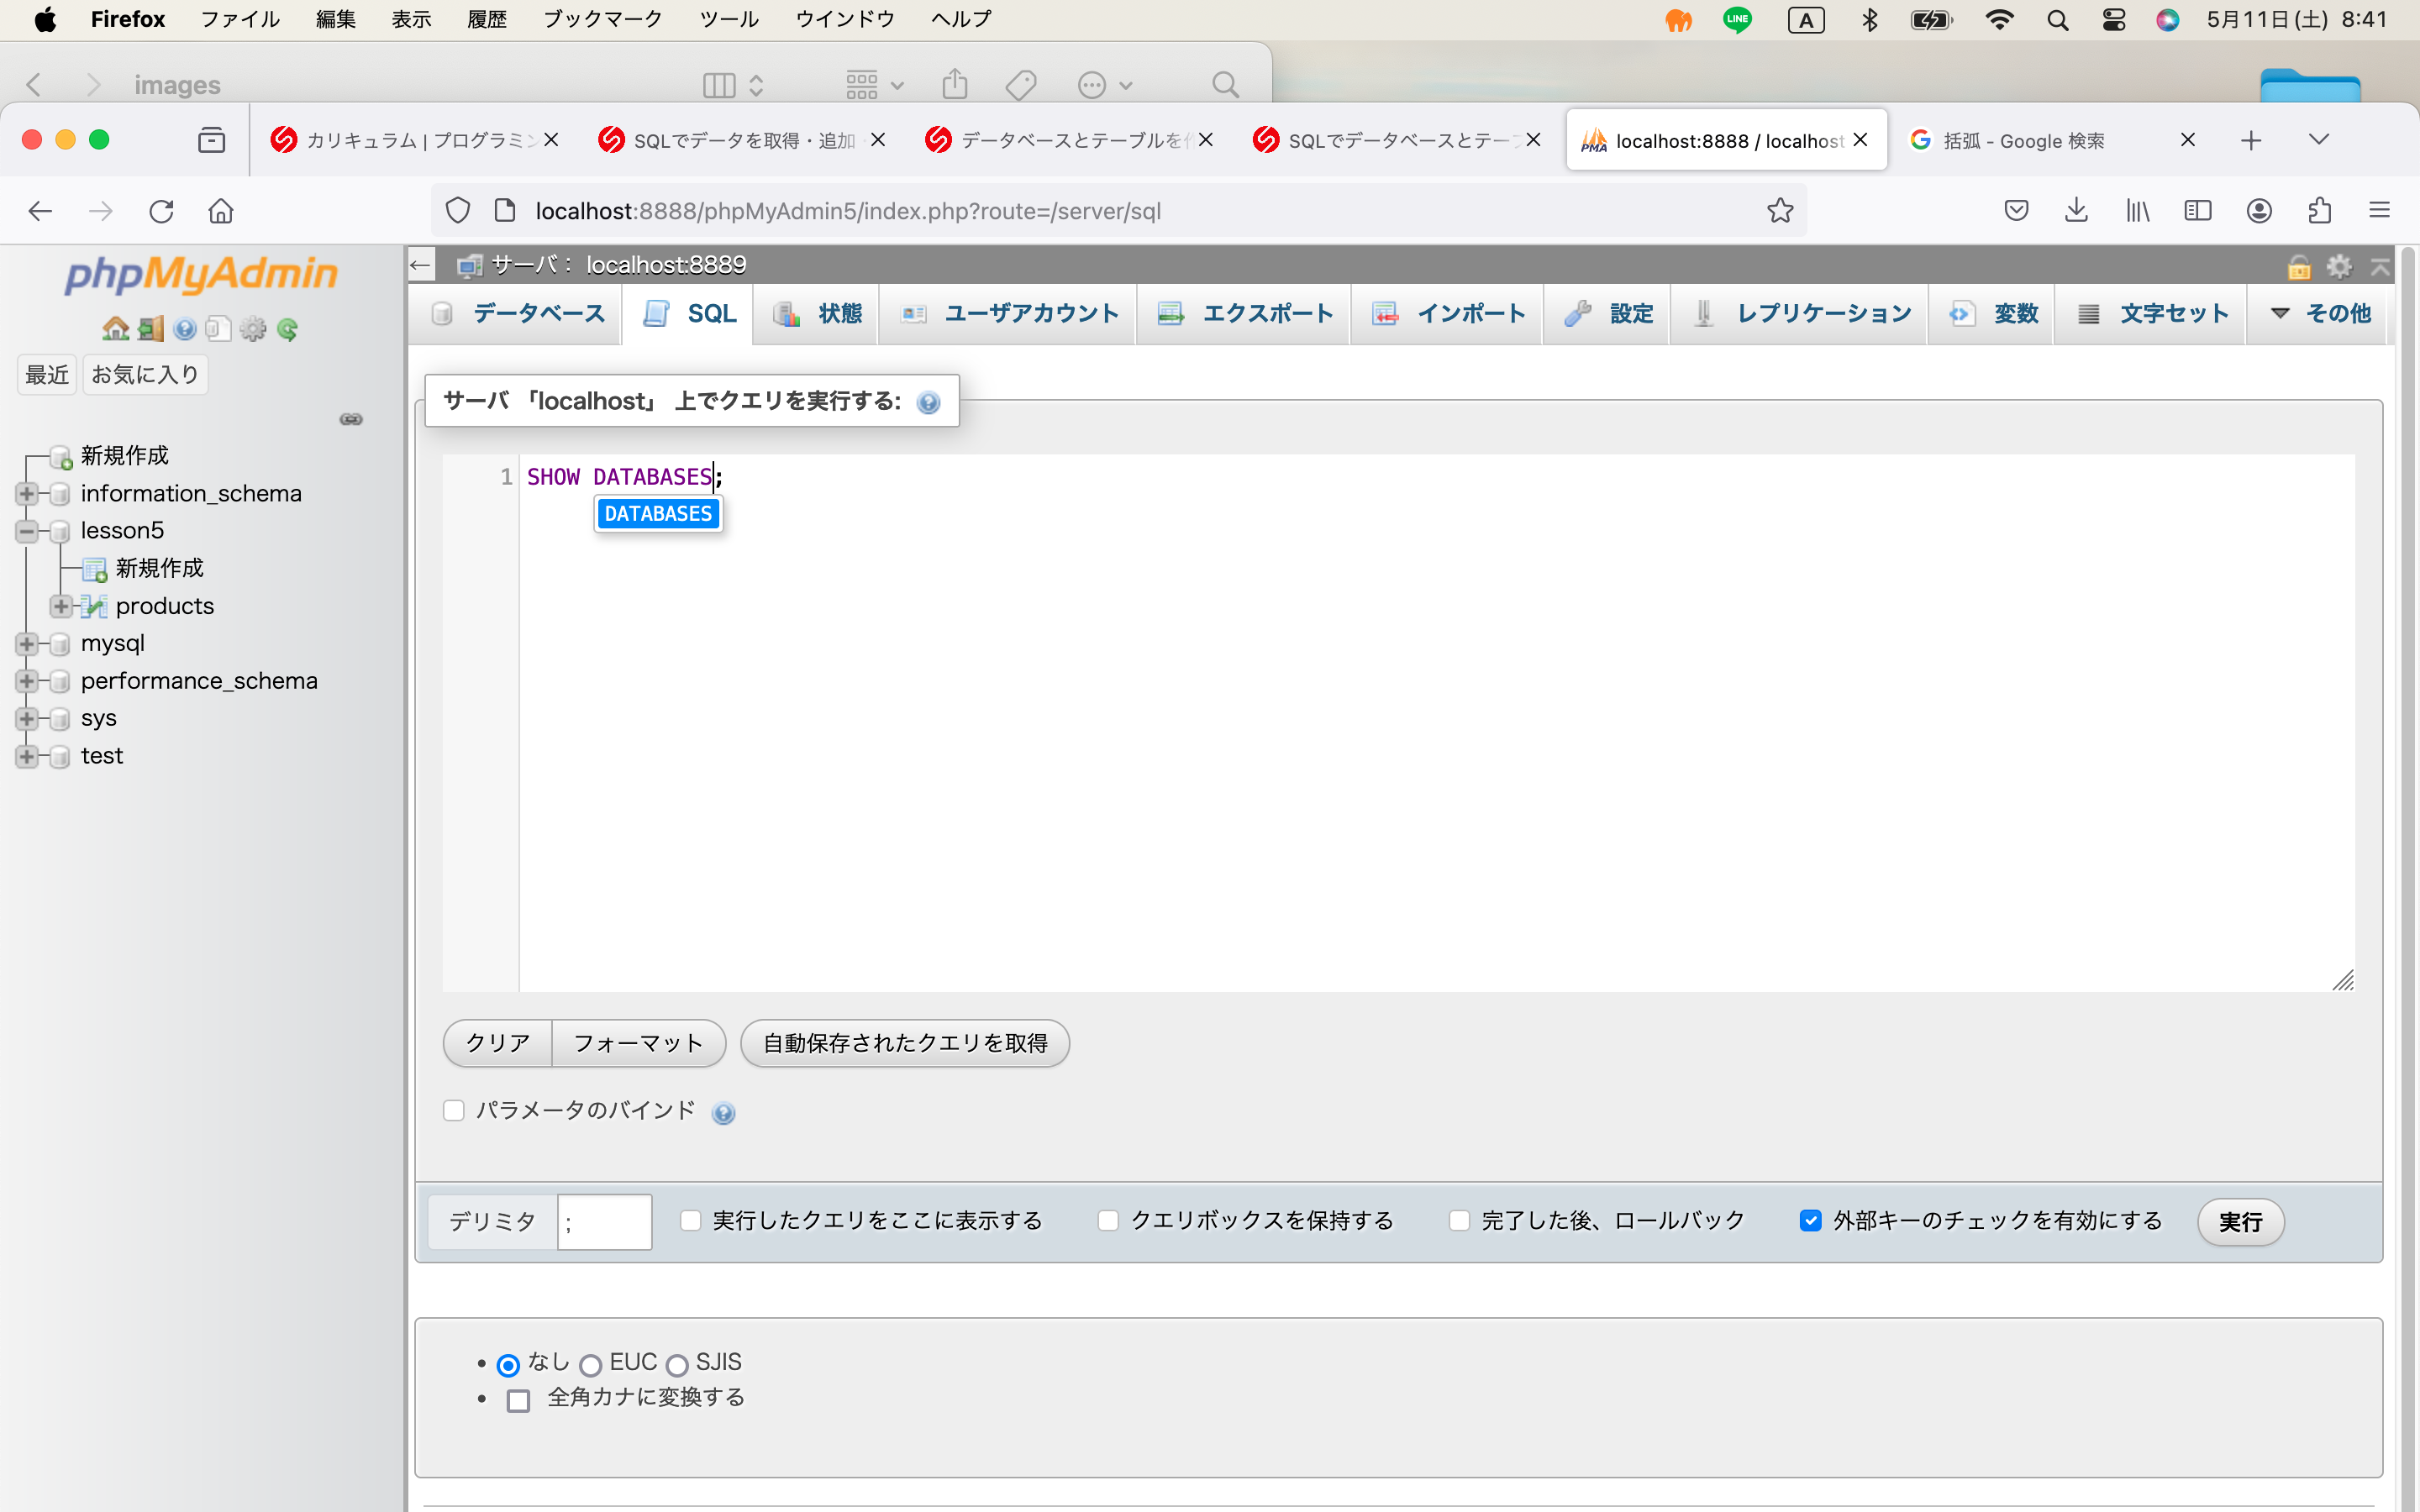 Firefox ファイル 編集 表示 履歴 ブックマーク ツール ウインドウ ヘルプ LINE A 5月11日(土) 8:41
images
カリキュラム | プログラミン SQLでデータを取得・追加 データベースとテーブルを SQLでデータベースとテー PMA localhost:8888 / localhost 括弧 - Google 検索
localhost:8888/phpMyAdmin5/index.php?route=/server/sql
phpMyAdmin
最近 お気に入り
新規作成
information_schema
lesson5
新規作成
products
mysql
performance_schema
sys
test
サーバ： localhost:8889
データベース SQL 状態 ユーザアカウント エクスポート インポート 設定 レプリケーション 変数 文字セット その他
サーバ 「localhost」 上でクエリを実行する:
1 SHOW DATABASES;
DATABASES
クリア フォーマット 自動保存されたクエリを取得
パラメータのバインド
デリミタ ; 実行したクエリをここに表示する クエリボックスを保持する 完了した後、ロールバック 外部キーのチェックを有効にする 実行
なし EUC SJIS
全角カナに変換する